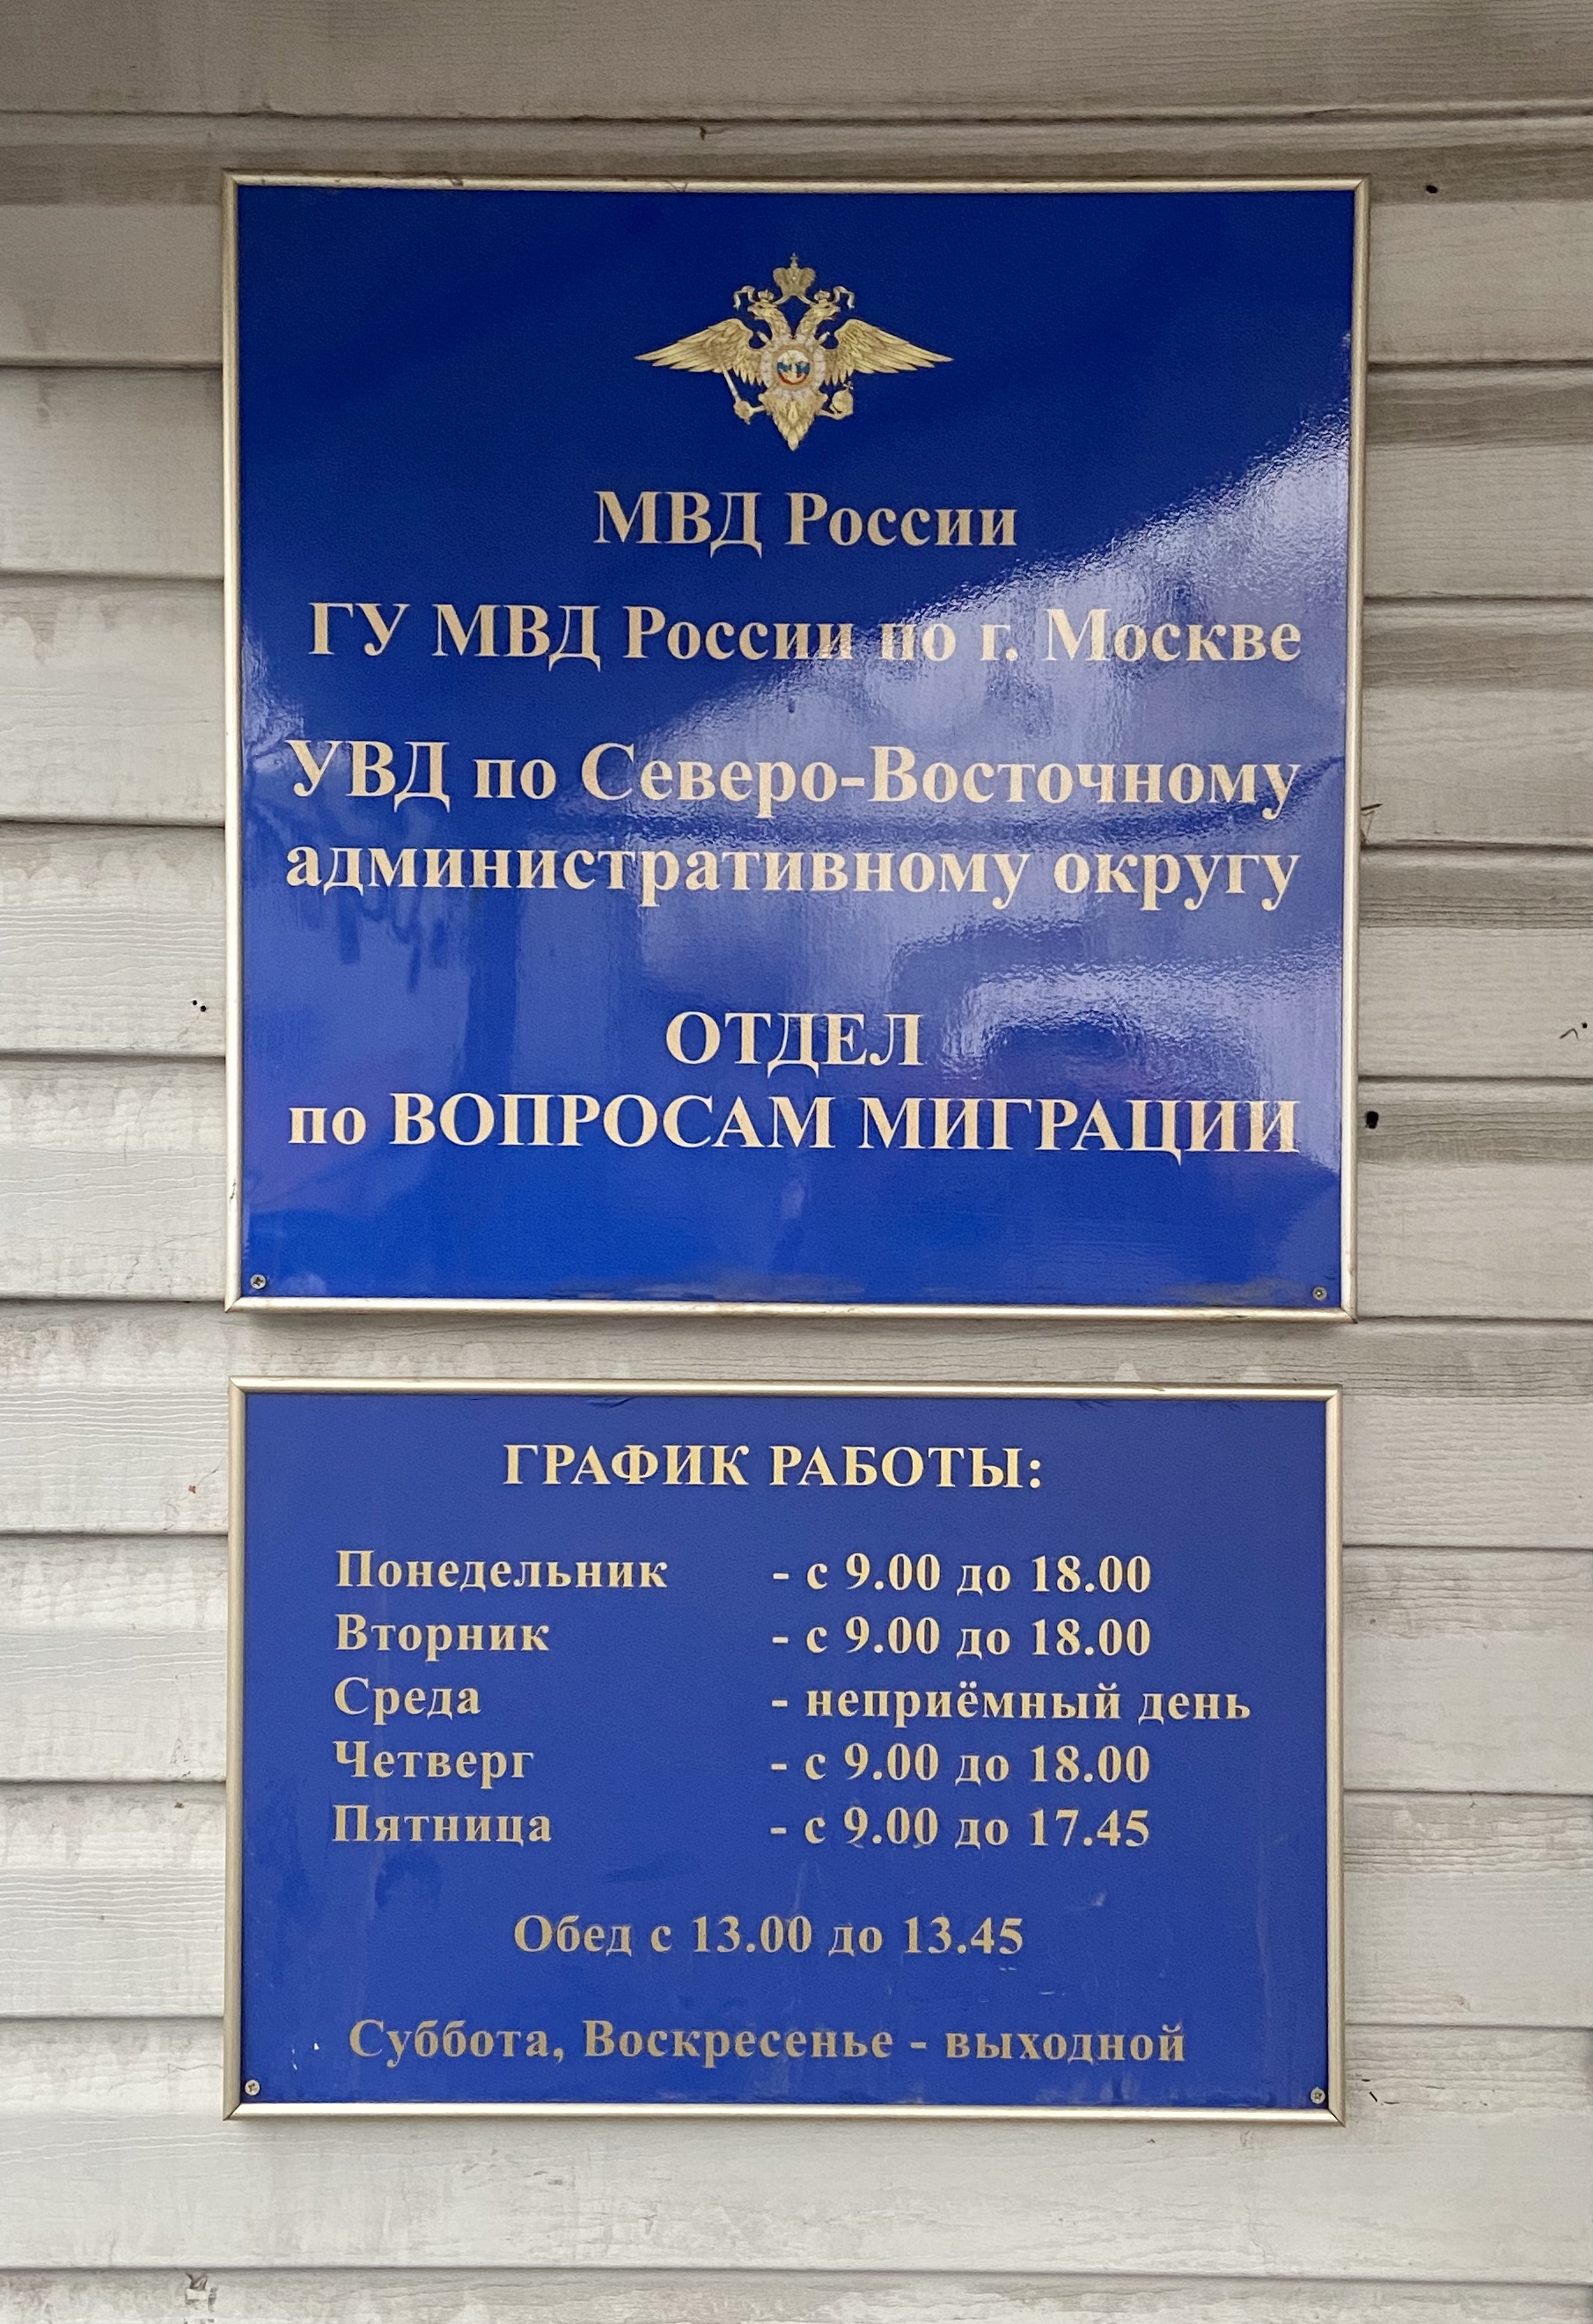 МВД России
ГУ МВД России по г. Москве
УВД по Северо-Восточному
административному округу
ОТДЕЛ
по ВОПРОСАМ МИГРАЦИИ
ГРАФИК РАБОТЫ:
Понедельник - с 9.00 до 18.00
Вторник - с 9.00 до 18.00
Среда - неприёмный день
Четверг - с 9.00 до 18.00
Пятница - с 9.00 до 17.45
Обед с 13.00 до 13.45
Суббота, Воскресенье - выходной